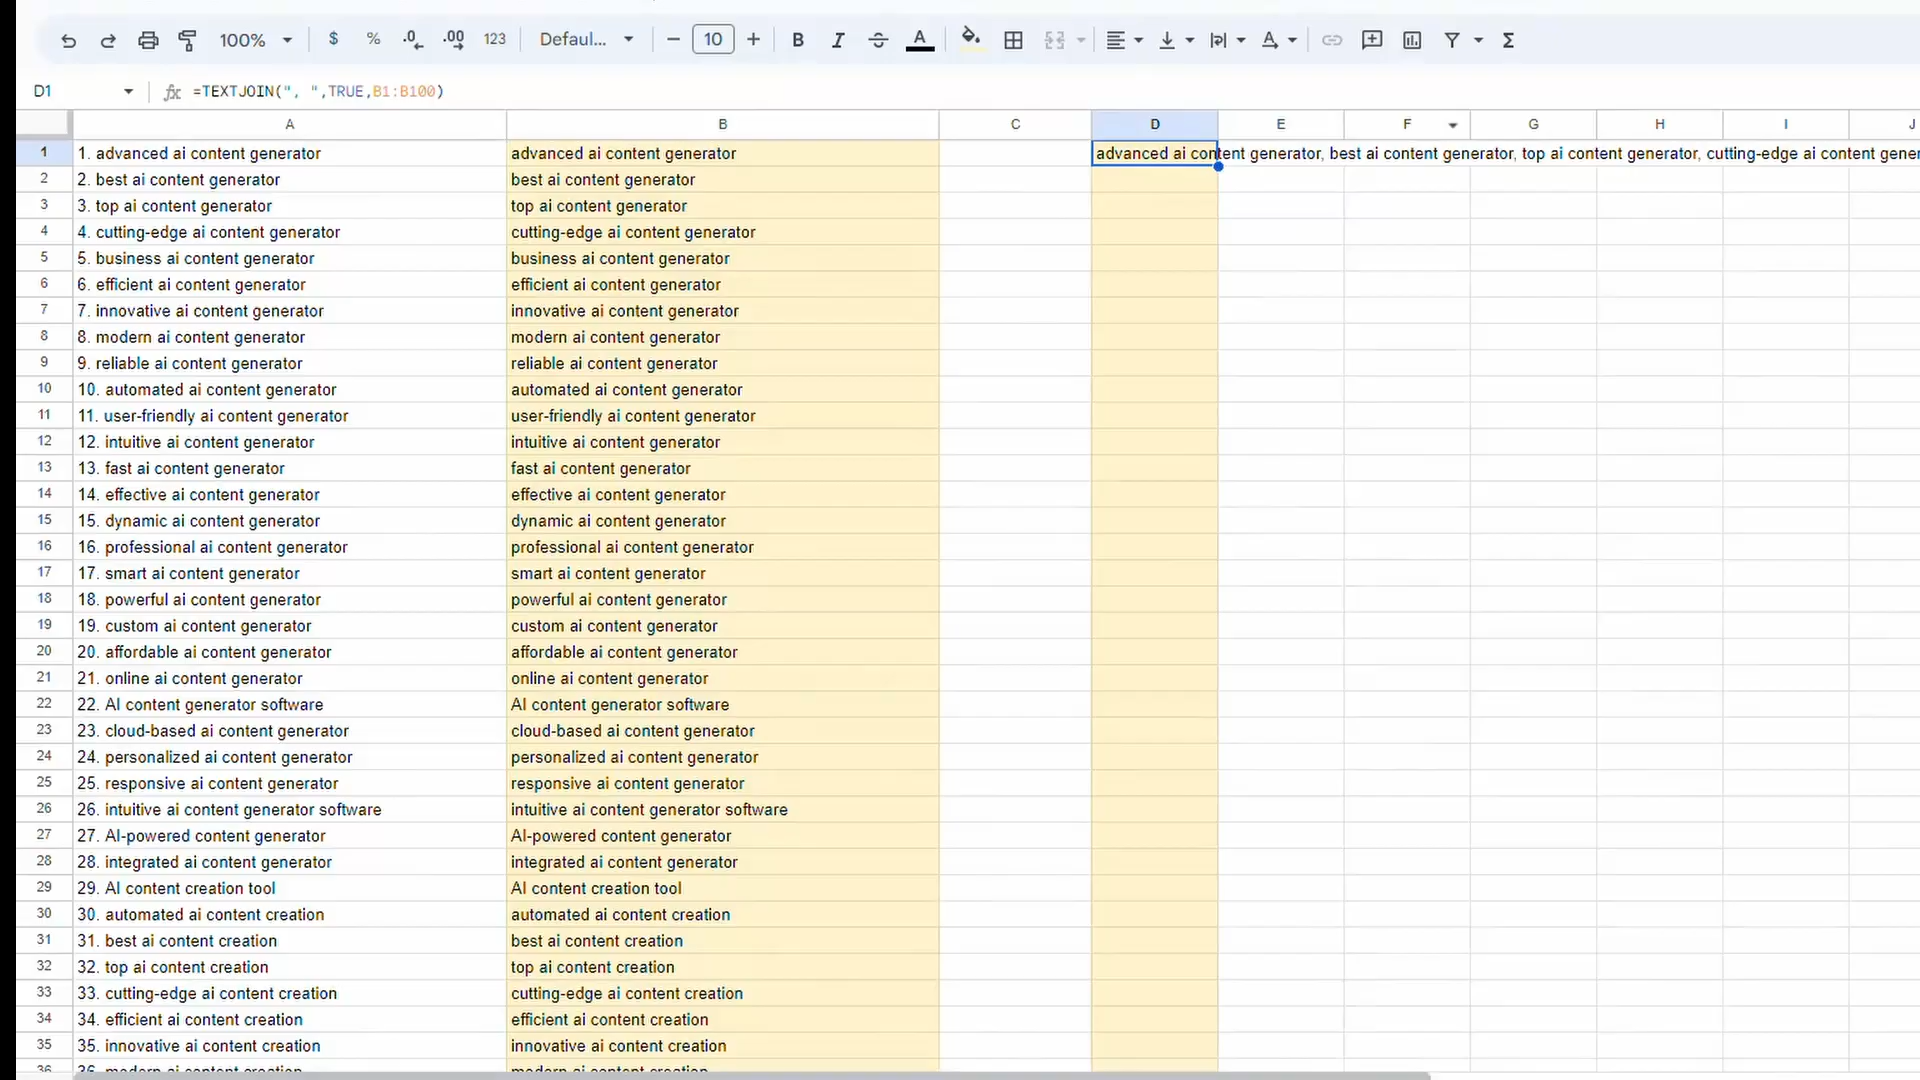 100% $ % .0 .00 123 Defaul... 10 B I A Σ
D1 fx =TEXTJOIN(", ",TRUE,B1:B100)
A B C D E F G H I J
1 1. advanced ai content generator advanced ai content generator advanced ai content generator, best ai content generator, top ai content generator, cutting-edge ai content gener
2 2. best ai content generator best ai content generator
3 3. top ai content generator top ai content generator
4 4. cutting-edge ai content generator cutting-edge ai content generator
5 5. business ai content generator business ai content generator
6 6. efficient ai content generator efficient ai content generator
7 7. innovative ai content generator innovative ai content generator
8 8. modern ai content generator modern ai content generator
9 9. reliable ai content generator reliable ai content generator
10 10. automated ai content generator automated ai content generator
11 11. user-friendly ai content generator user-friendly ai content generator
12 12. intuitive ai content generator intuitive ai content generator
13 13. fast ai content generator fast ai content generator
14 14. effective ai content generator effective ai content generator
15 15. dynamic ai content generator dynamic ai content generator
16 16. professional ai content generator professional ai content generator
17 17. smart ai content generator smart ai content generator
18 18. powerful ai content generator powerful ai content generator
19 19. custom ai content generator custom ai content generator
20 20. affordable ai content generator affordable ai content generator
21 21. online ai content generator online ai content generator
22 22. AI content generator software AI content generator software
23 23. cloud-based ai content generator cloud-based ai content generator
24 24. personalized ai content generator personalized ai content generator
25 25. responsive ai content generator responsive ai content generator
26 26. intuitive ai content generator software intuitive ai content generator software
27 27. AI-powered content generator AI-powered content generator
28 28. integrated ai content generator integrated ai content generator
29 29. AI content creation tool AI content creation tool
30 30. automated ai content creation automated ai content creation
31 31. best ai content creation best ai content creation
32 32. top ai content creation top ai content creation
33 33. cutting-edge ai content creation cutting-edge ai content creation
34 34. efficient ai content creation efficient ai content creation
35 35. innovative ai content creation innovative ai content creation
36 36. modern ai content creation modern ai content creation